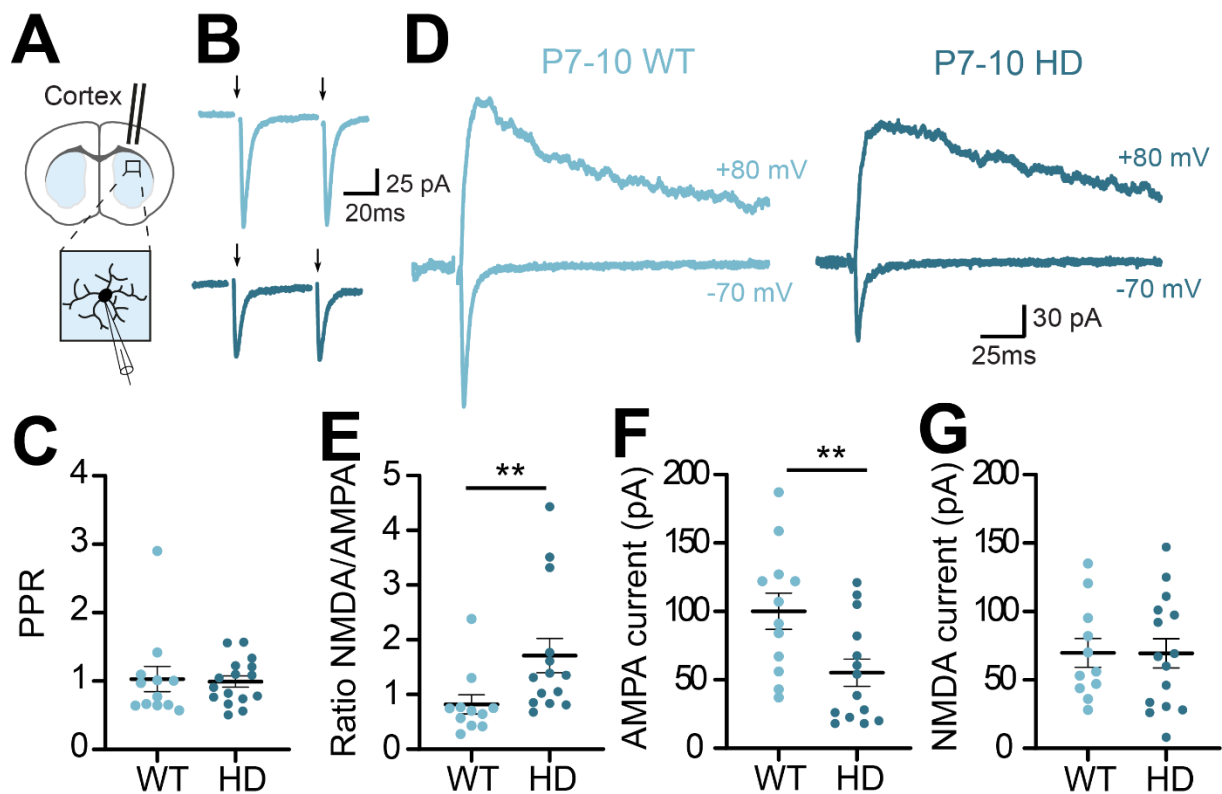 A
Cortex
B
25 pA
20ms
D
P7-10 WT
P7-10 HD
+80 mV
-70 mV
+80 mV
-70 mV
30 pA
25ms
C
PPR
4
3
2
1
0
WT
HD
E
Ratio NMDA/AMPA
5
4
3
2
1
0
**
WT
HD
F
AMPA current (pA)
200
150
100
50
0
**
WT
HD
G
NMDA current (pA)
200
150
100
50
0
WT
HD